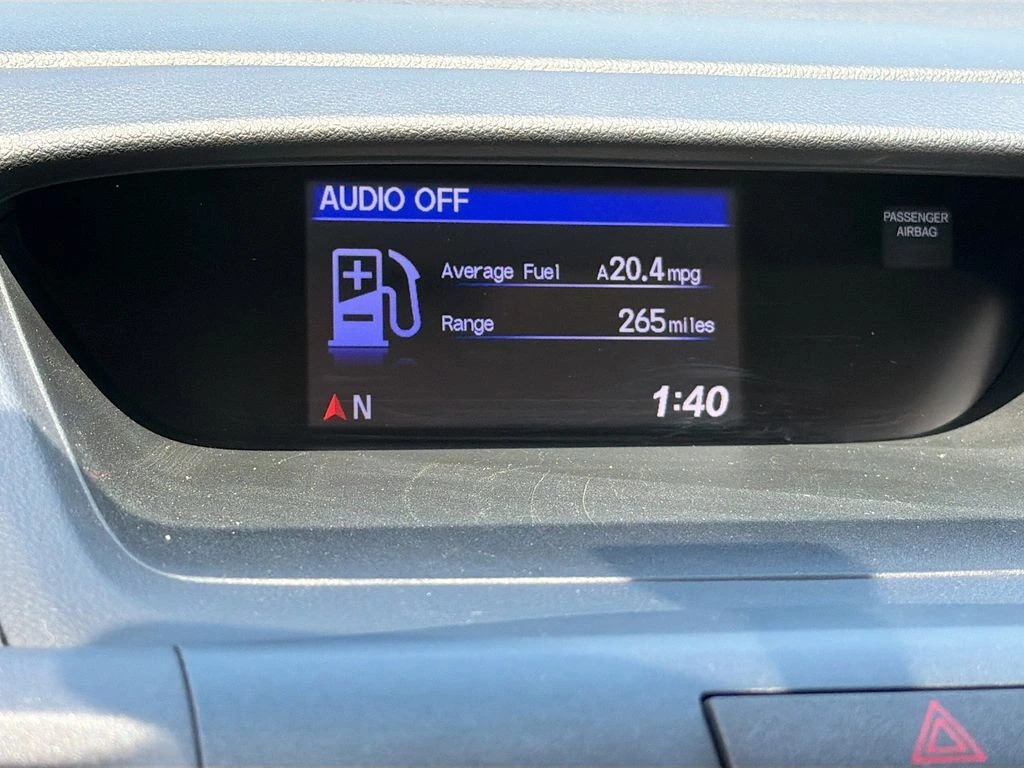 AUDIO OFF
PASSENGER
AIRBAG
Average Fuel A20.4mpg
Range 265miles
N 1:40